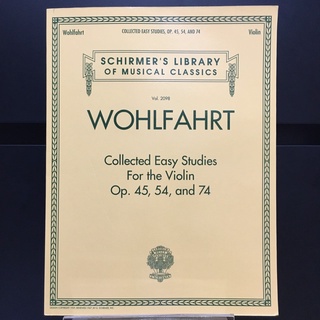 Wohlfahrt COLLECTED EASY STUDIES, OP. 45, 54, AND 74 Violin
SCHIRMER'S LIBRARY
OF MUSICAL CLASSICS
Vol. 2098
WOHLFAHRT
Collected Easy Studies
For the Violin
Op. 45, 54, and 74